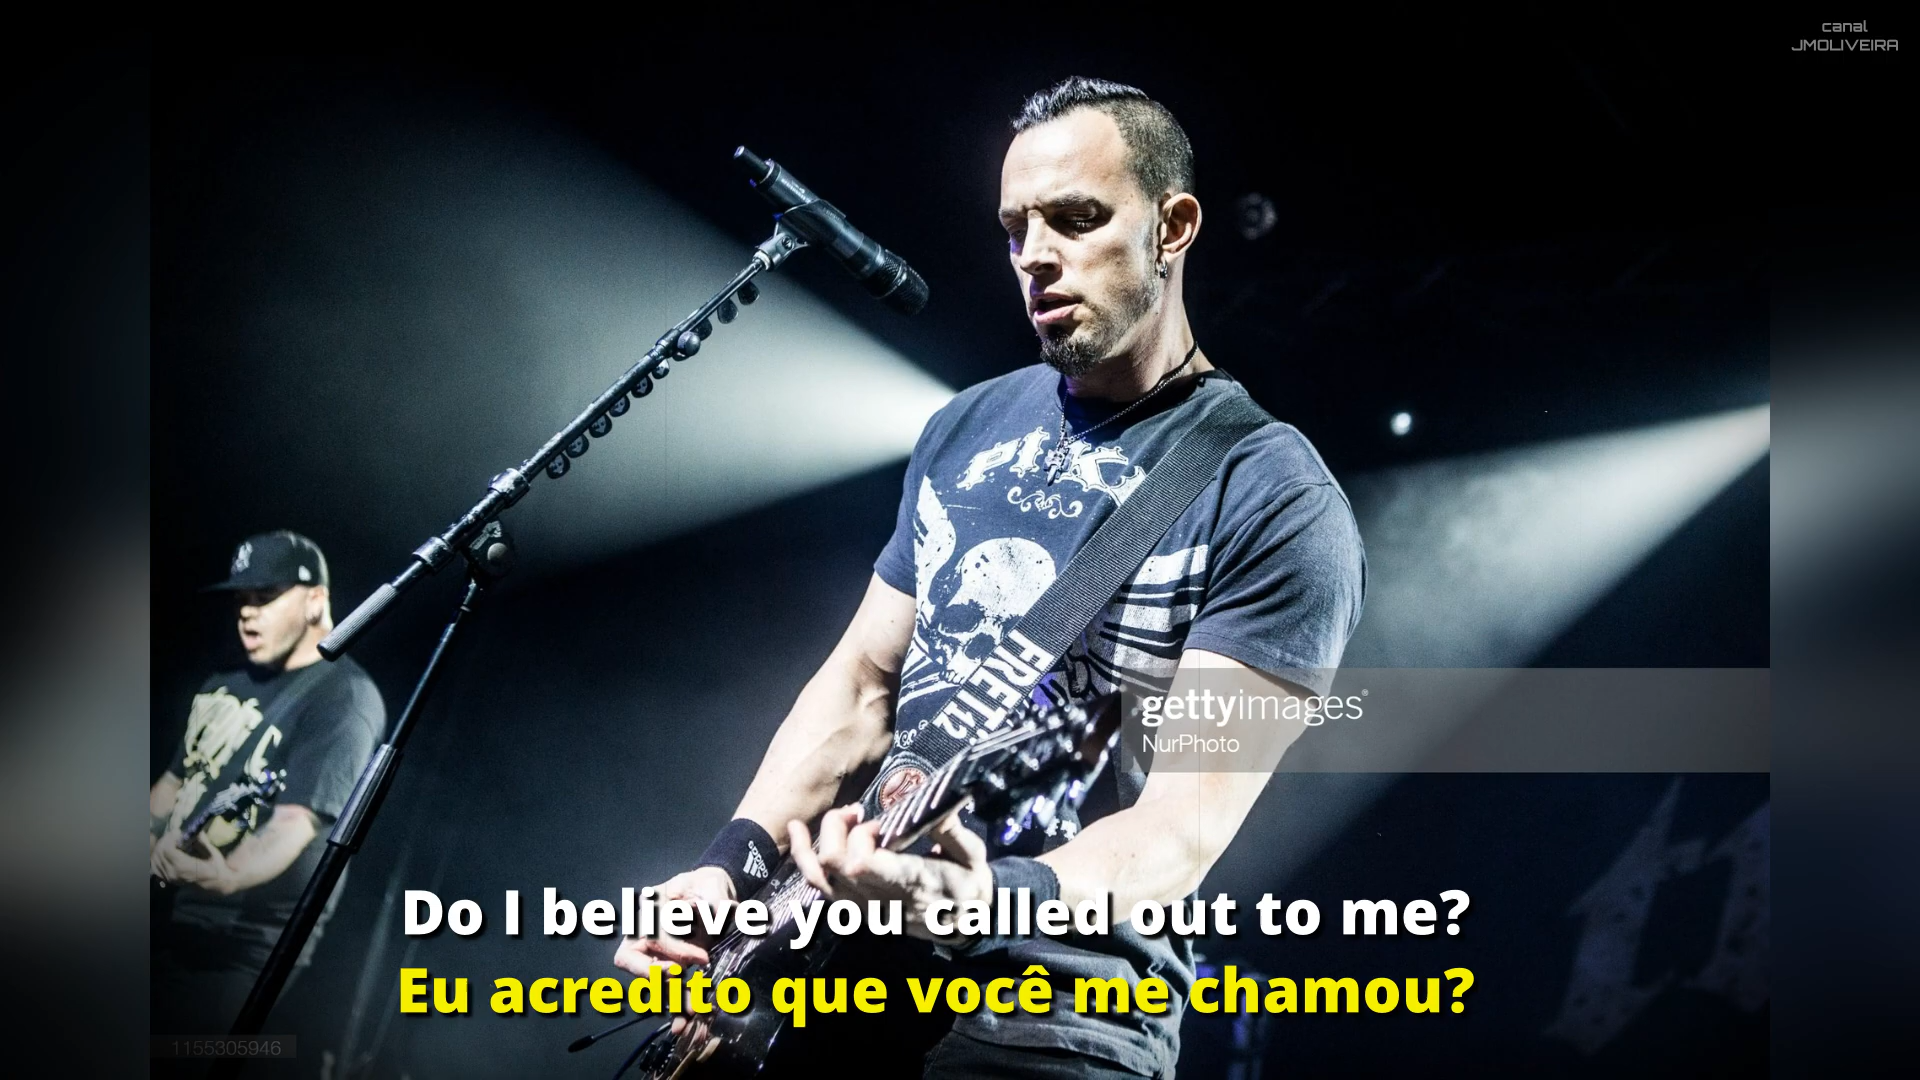 canal
JMOLIVEIRA
FRET12
adidas
gettyimages
NurPhoto
Do I believe you called out to me?
Eu acredito que você me chamou?
1155305946